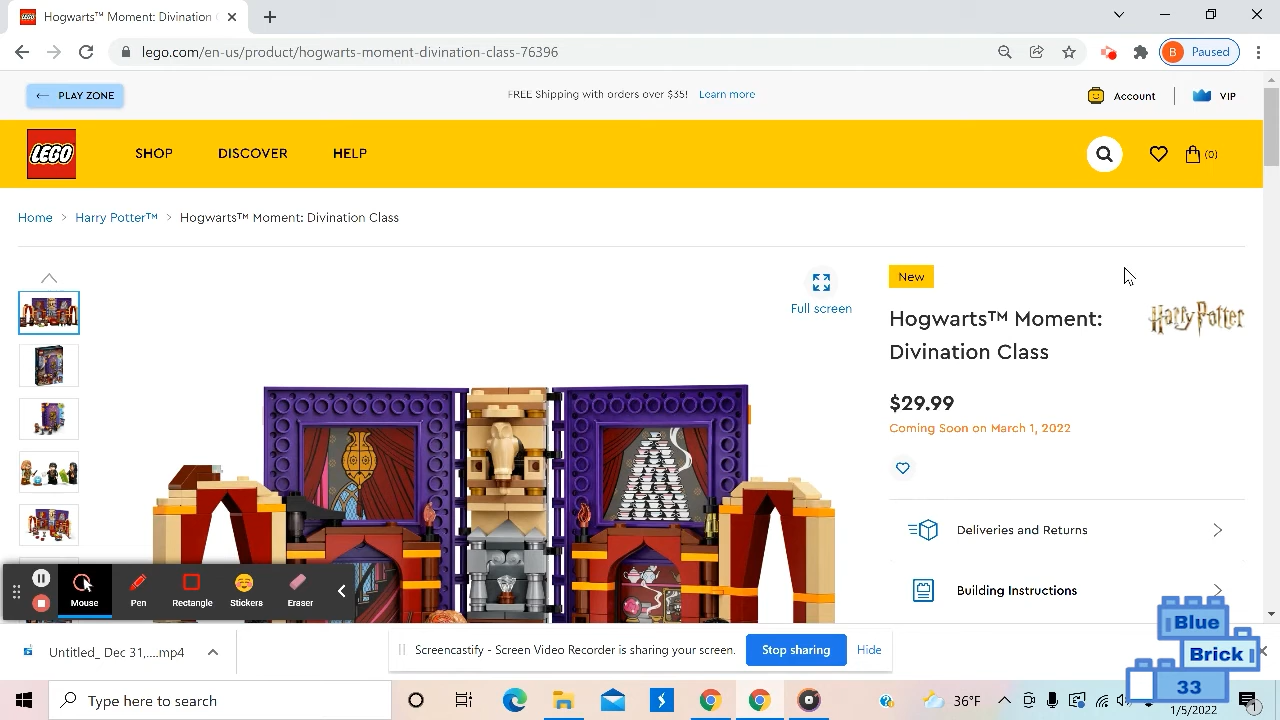 Hogwarts™ Moment: Divination C
lego.com/en-us/product/hogwarts-moment-divination-class-76396
B Paused
PLAY ZONE
FREE Shipping with orders over $35! Learn more
Account
VIP
LEGO
SHOP
DISCOVER
HELP
(0)
Home > Harry Potter™ > Hogwarts™ Moment: Divination Class
Full screen
New
Hogwarts™ Moment:
Divination Class
Harry Potter
$29.99
Coming Soon on March 1, 2022
Deliveries and Returns
Building Instructions
Mouse
Pen
Rectangle
Stickers
Eraser
Untitled_ Dec 31,....mp4
Screencastify - Screen Video Recorder is sharing your screen.
Stop sharing
Hide
Blue
Brick
33
Type here to search
36°F
1/5/2022
1